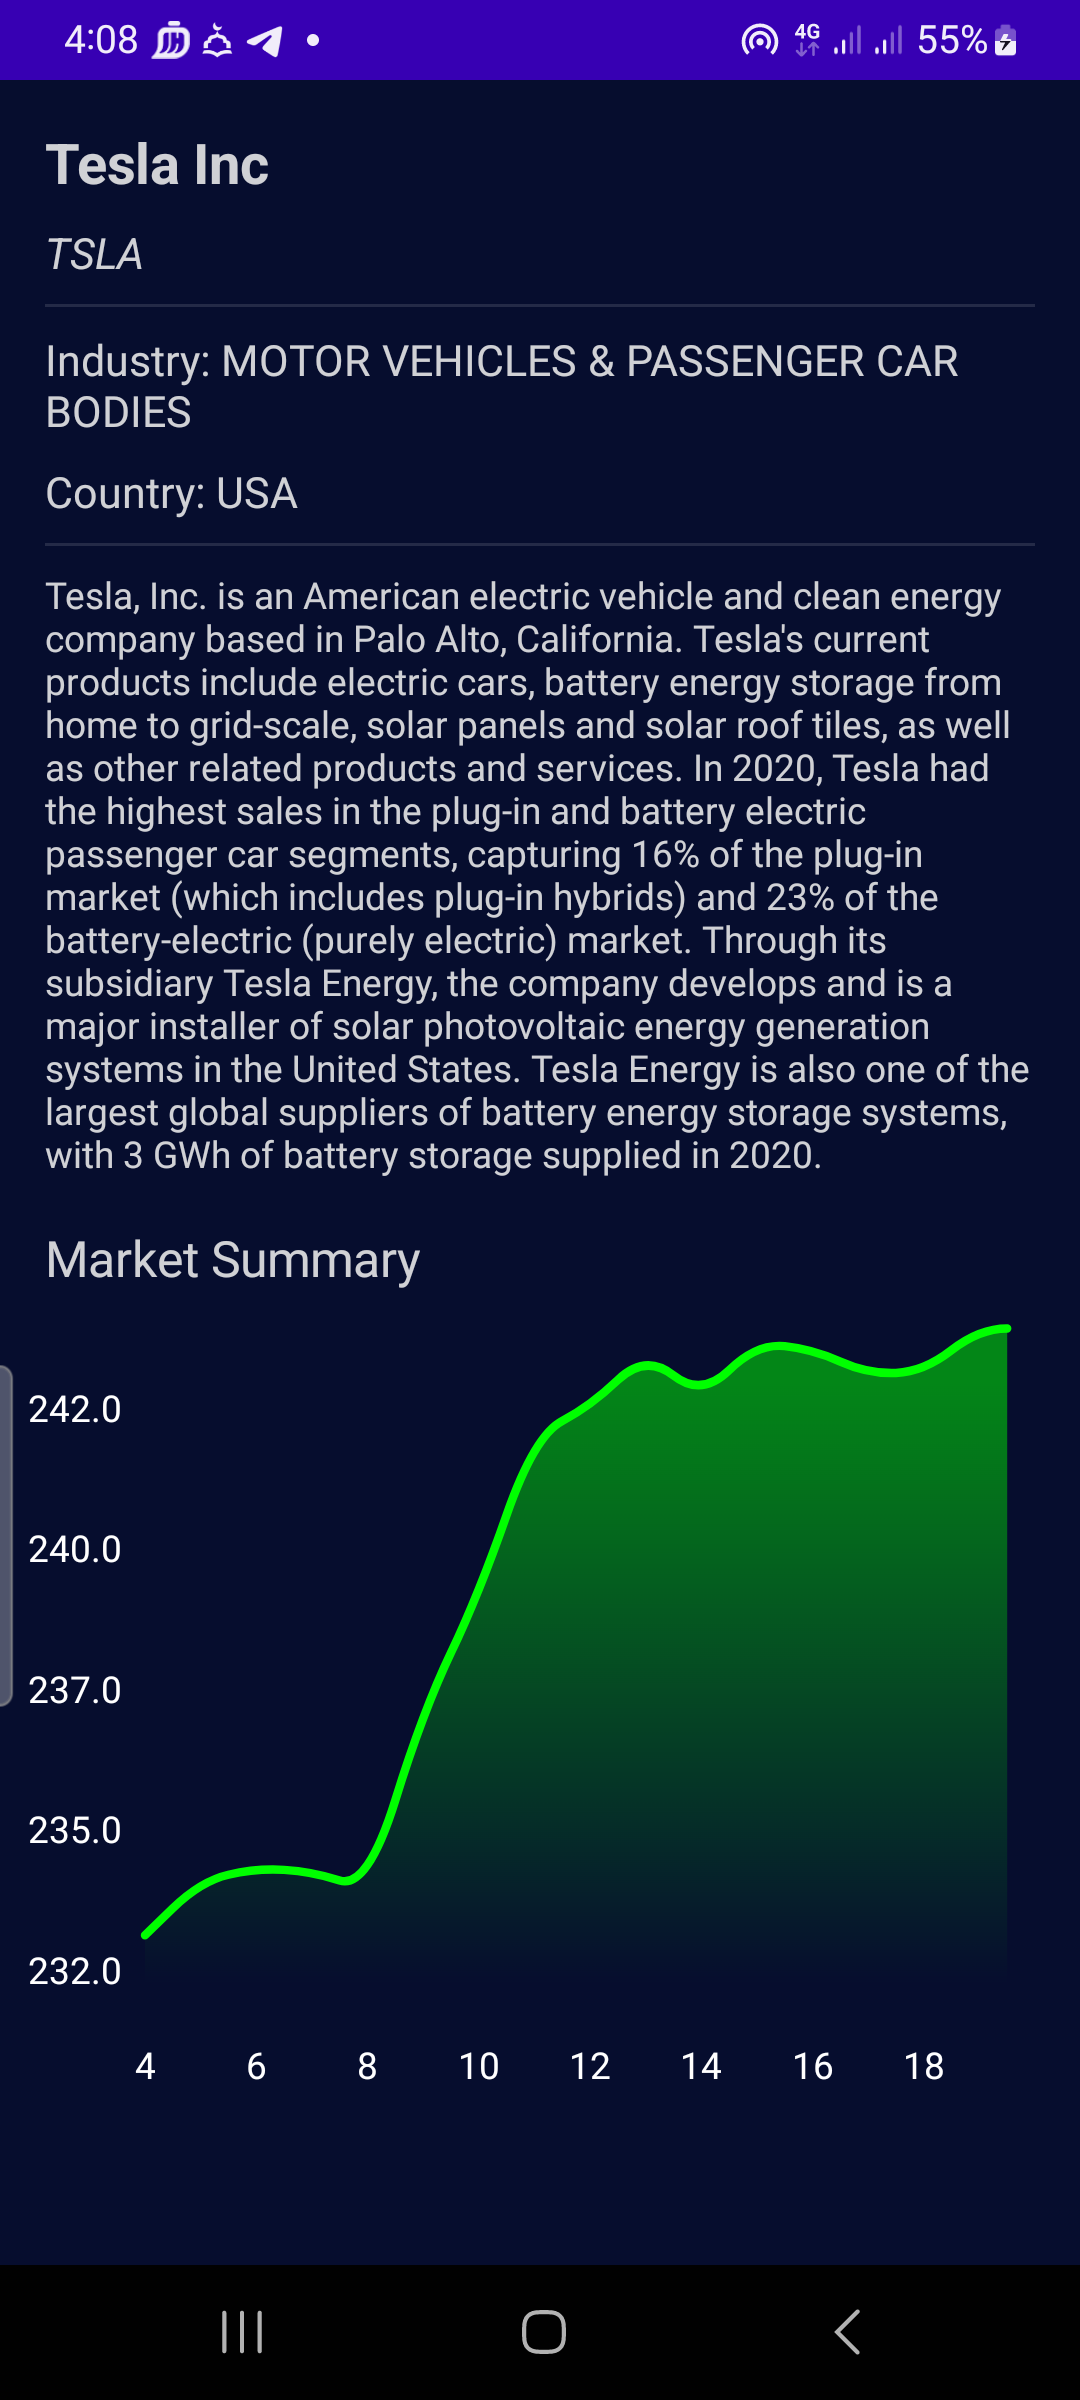 4:08
4G
55%
Tesla Inc
TSLA
Industry: MOTOR VEHICLES & PASSENGER CAR
BODIES
Country: USA
Tesla, Inc. is an American electric vehicle and clean energy
company based in Palo Alto, California. Tesla's current
products include electric cars, battery energy storage from
home to grid-scale, solar panels and solar roof tiles, as well
as other related products and services. In 2020, Tesla had
the highest sales in the plug-in and battery electric
passenger car segments, capturing 16% of the plug-in
market (which includes plug-in hybrids) and 23% of the
battery-electric (purely electric) market. Through its
subsidiary Tesla Energy, the company develops and is a
major installer of solar photovoltaic energy generation
systems in the United States. Tesla Energy is also one of the
largest global suppliers of battery energy storage systems,
with 3 GWh of battery storage supplied in 2020.
Market Summary
242.0
240.0
237.0
235.0
232.0
4 6 8 10 12 14 16 18